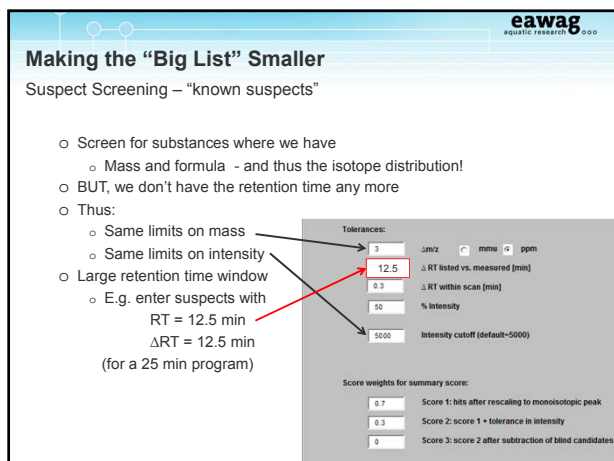 eawag
aquatic research
Making the “Big List” Smaller
Suspect Screening – “known suspects”
o Screen for substances where we have
o Mass and formula - and thus the isotope distribution!
o BUT, we don’t have the retention time any more
o Thus:
o Same limits on mass
o Same limits on intensity
o Large retention time window
o E.g. enter suspects with
RT = 12.5 min
ΔRT = 12.5 min
(for a 25 min program)
Tolerances:
3 Δm/z mmu ppm
12.5 Δ RT listed vs. measured [min]
0.3 Δ RT within scan [min]
50 % Intensity
5000 Intensity cutoff (default=5000)
Score weights for summary score:
0.7 Score 1: hits after rescaling to monoisotopic peak
0.3 Score 2: score 1 + tolerance in intensity
0 Score 3: score 2 after subtraction of blind candidates